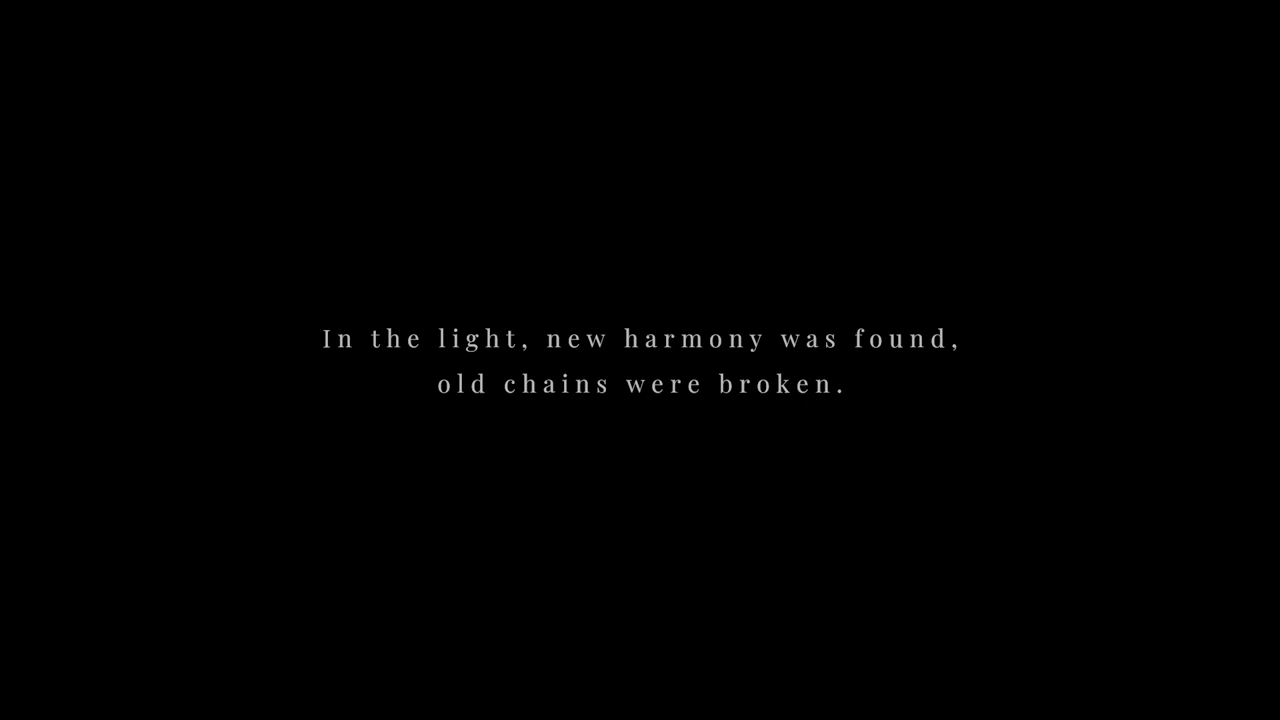 In the light, new harmony was found,
old chains were broken.